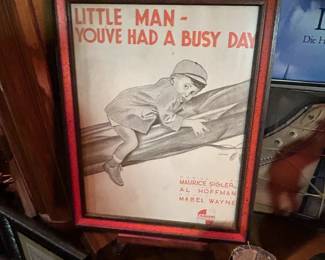 LITTLE MAN -
YOU'VE HAD A BUSY DAY
MAURICE SIGLER
AL HOFFMAN
MABEL WAYNE